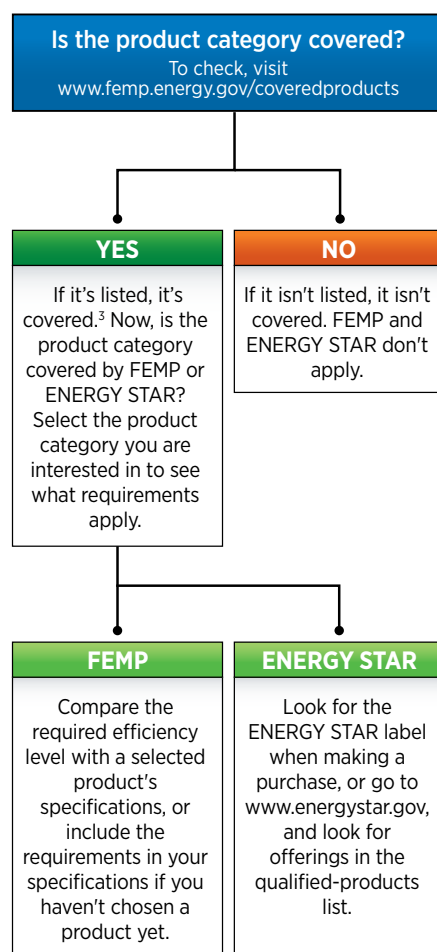 Is the product category covered?
To check, visit
www.femp.energy.gov/coveredproducts
YES
If it’s listed, it’s
covered.³ Now, is the
product category
covered by FEMP or
ENERGY STAR?
Select the product
category you are
interested in to see
what requirements
apply.
NO
If it isn't listed, it isn't
covered. FEMP and
ENERGY STAR don't
apply.
FEMP
Compare the
required efficiency
level with a selected
product's
specifications, or
include the
requirements in your
specifications if you
haven't chosen a
product yet.
ENERGY STAR
Look for the
ENERGY STAR label
when making a
purchase, or go to
www.energystar.gov,
and look for
offerings in the
qualified-products
list.